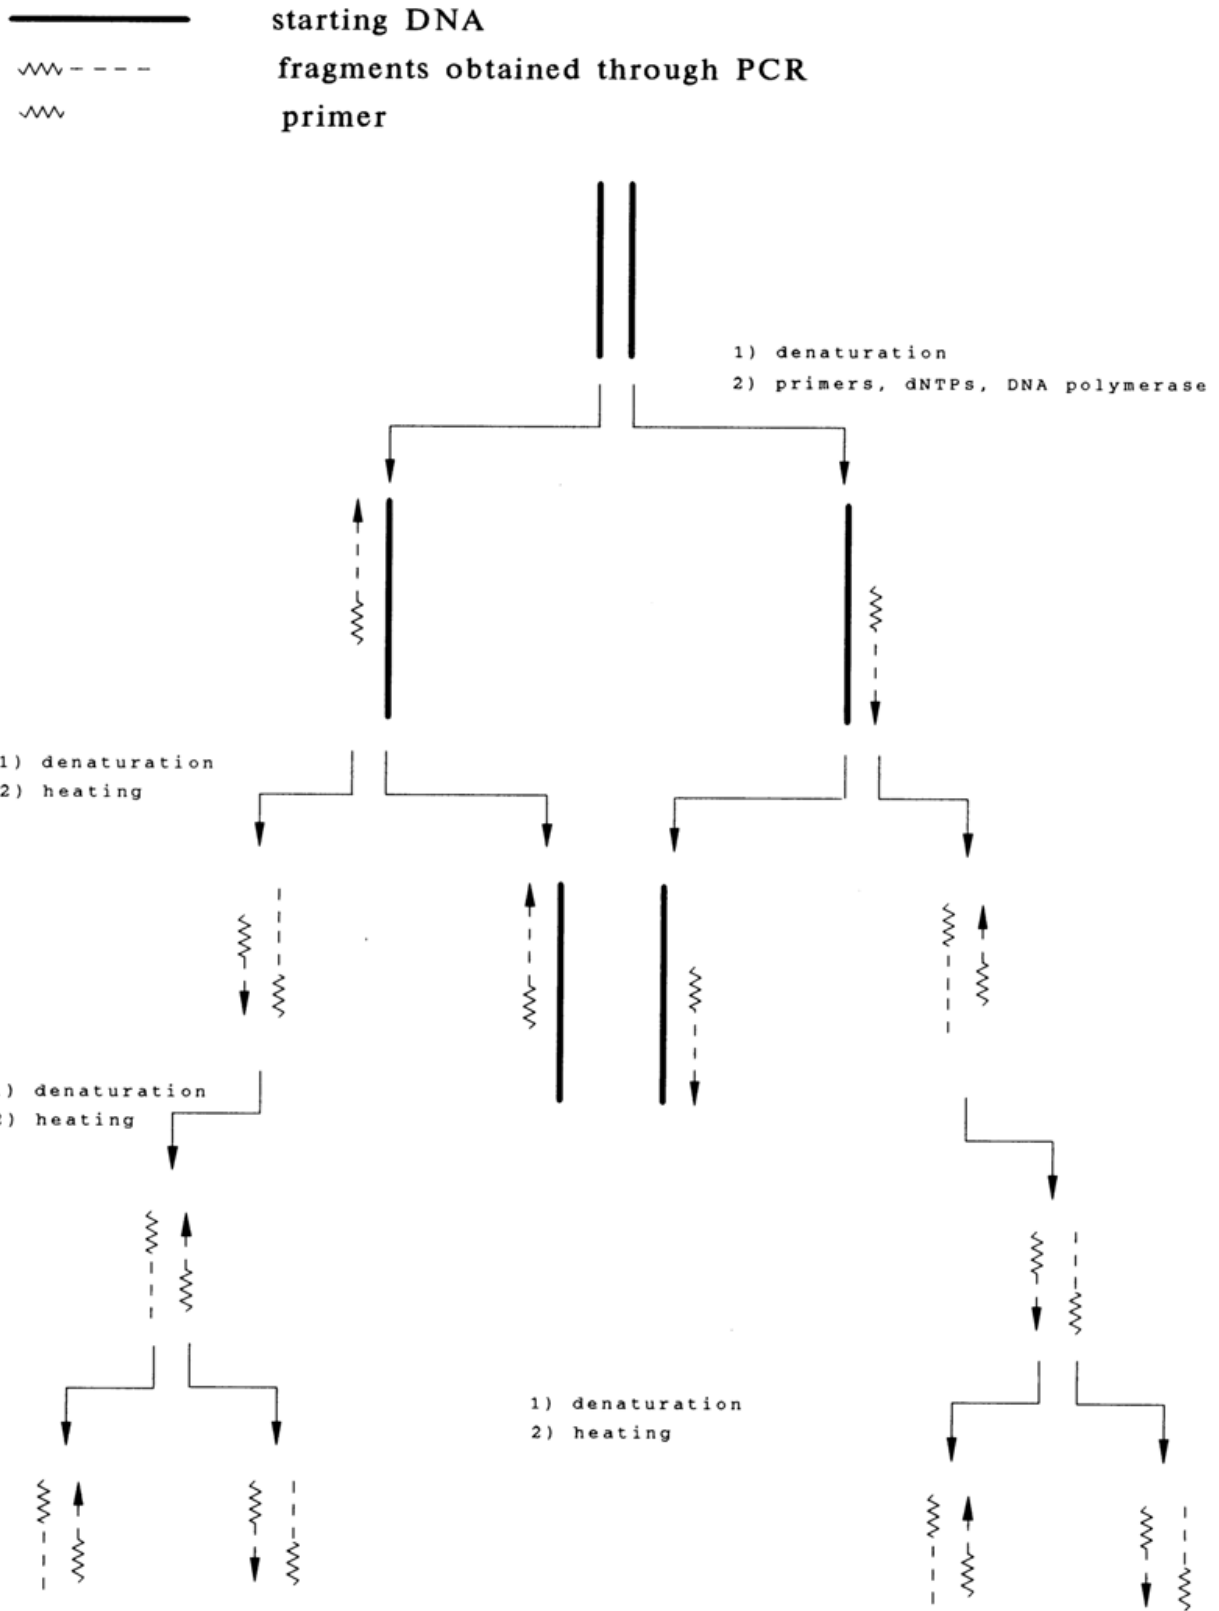 starting DNA
fragments obtained through PCR
primer
1) denaturation
2) primers, dNTPs, DNA polymerase
1) denaturation
2) heating
) denaturation
2) heating
1) denaturation
2) heating